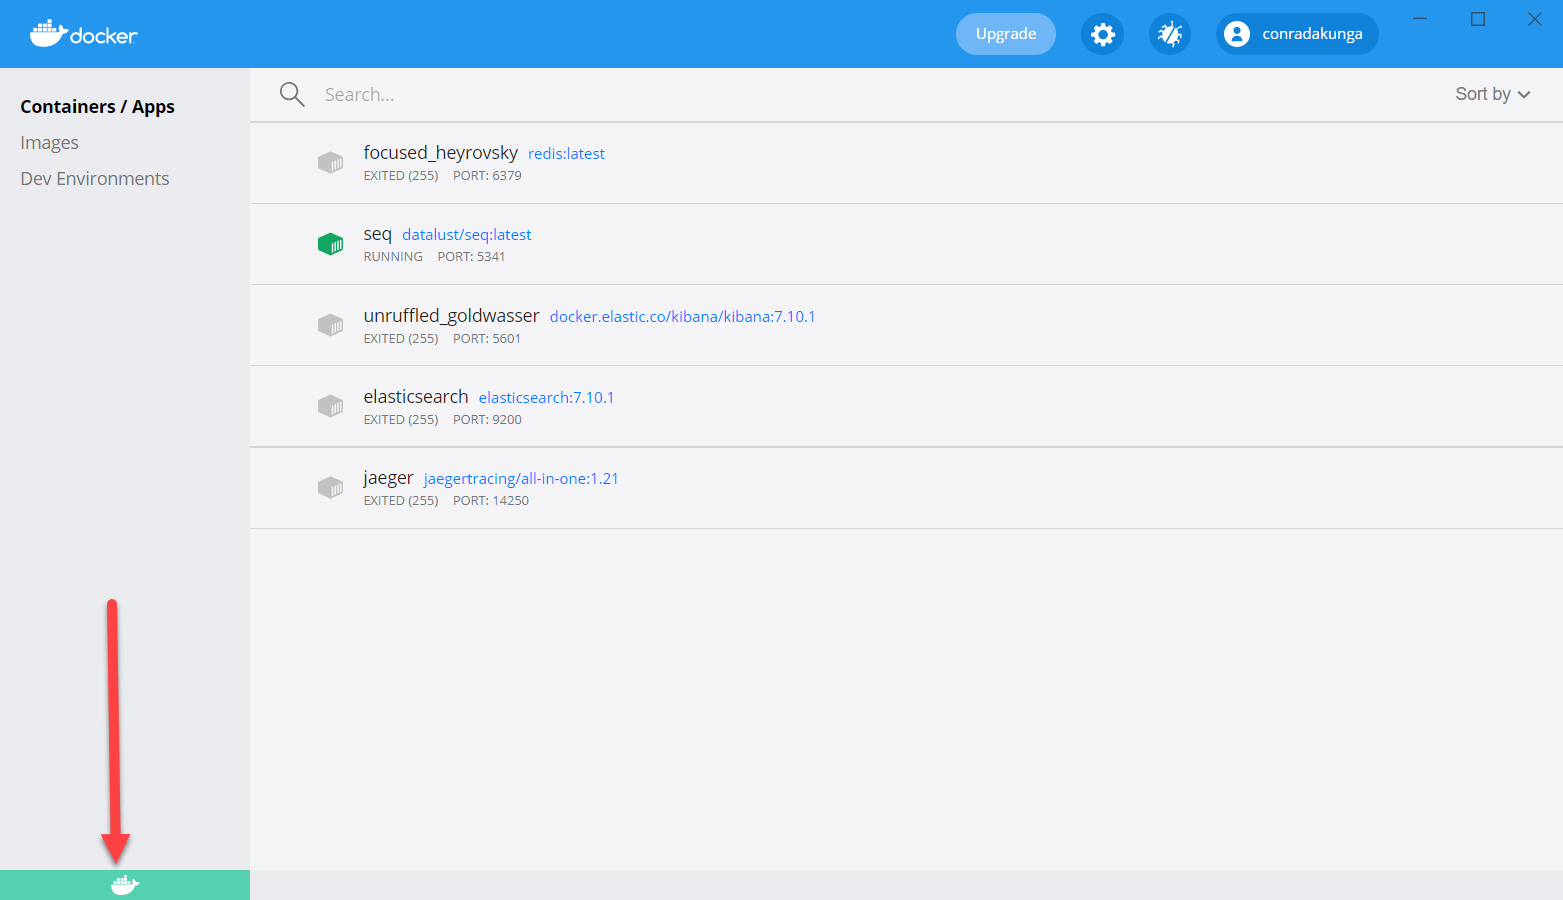 docker
Upgrade
conradakunga
Containers / Apps
Images
Dev Environments
Search...
Sort by
focused_heyrovsky redis:latest
EXITED (255) PORT: 6379
seq datalust/seq:latest
RUNNING PORT: 5341
unruffled_goldwasser docker.elastic.co/kibana/kibana:7.10.1
EXITED (255) PORT: 5601
elasticsearch elasticsearch:7.10.1
EXITED (255) PORT: 9200
jaeger jaegertracing/all-in-one:1.21
EXITED (255) PORT: 14250